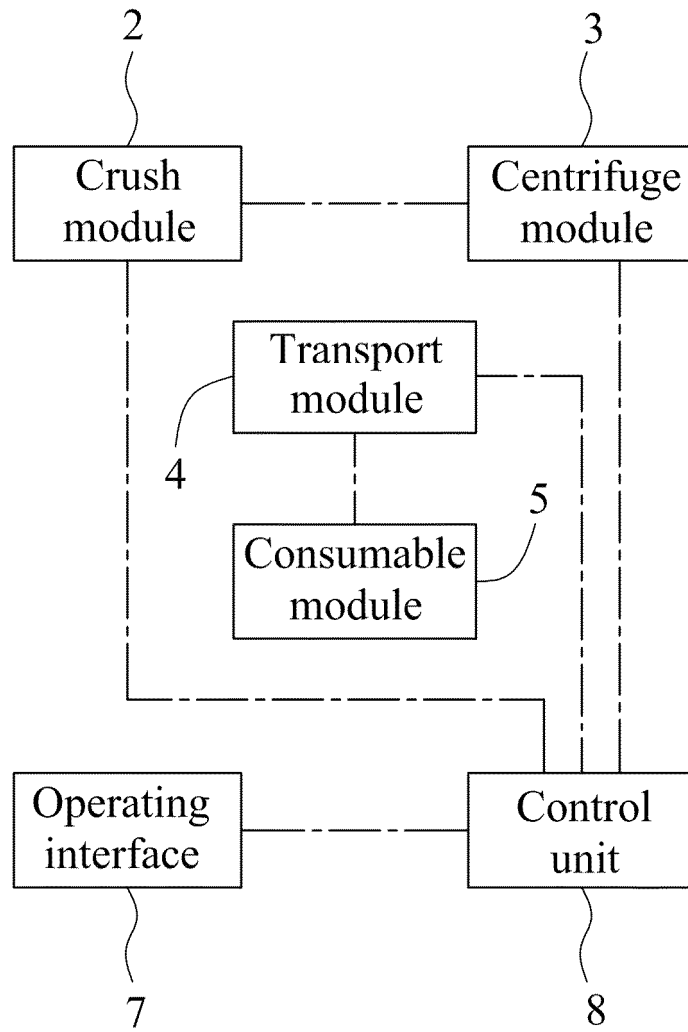 2
3
Crush
module
Centrifuge
module
Transport
module
4
5
Consumable
module
Operating
interface
Control
unit
7
8